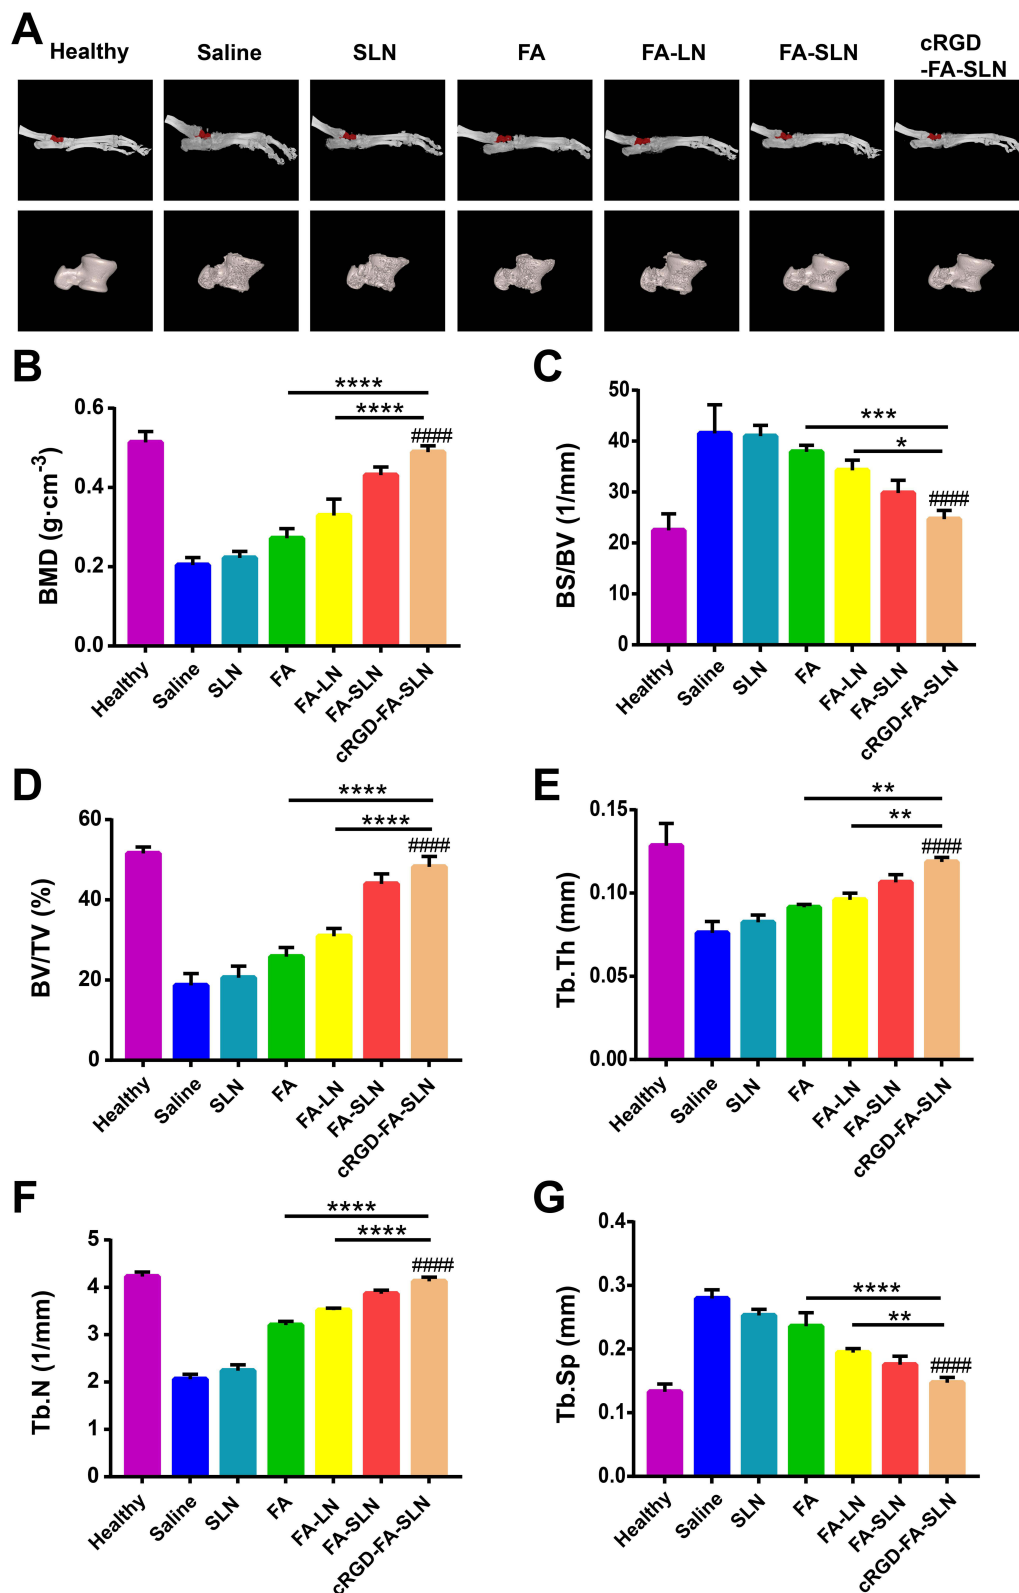 A
Healthy Saline SLN FA FA-LN FA-SLN cRGD
-FA-SLN
B
****
****
####
BMD (g·cm-3)
0.6
0.4
0.2
0.0
Healthy Saline SLN FA FA-LN FA-SLN cRGD-FA-SLN
C
***
*
####
BS/BV (1/mm)
50
40
30
20
10
0
Healthy Saline SLN FA FA-LN FA-SLN cRGD-FA-SLN
D
****
****
####
BV/TV (%)
60
40
20
0
Healthy Saline SLN FA FA-LN FA-SLN cRGD-FA-SLN
E
**
**
####
Tb.Th (mm)
0.15
0.10
0.05
0.00
Healthy Saline SLN FA FA-LN FA-SLN cRGD-FA-SLN
F
****
****
####
Tb.N (1/mm)
5
4
3
2
1
0
Healthy Saline SLN FA FA-LN FA-SLN cRGD-FA-SLN
G
****
**
####
Tb.Sp (mm)
0.4
0.3
0.2
0.1
0.0
Healthy Saline SLN FA FA-LN FA-SLN cRGD-FA-SLN